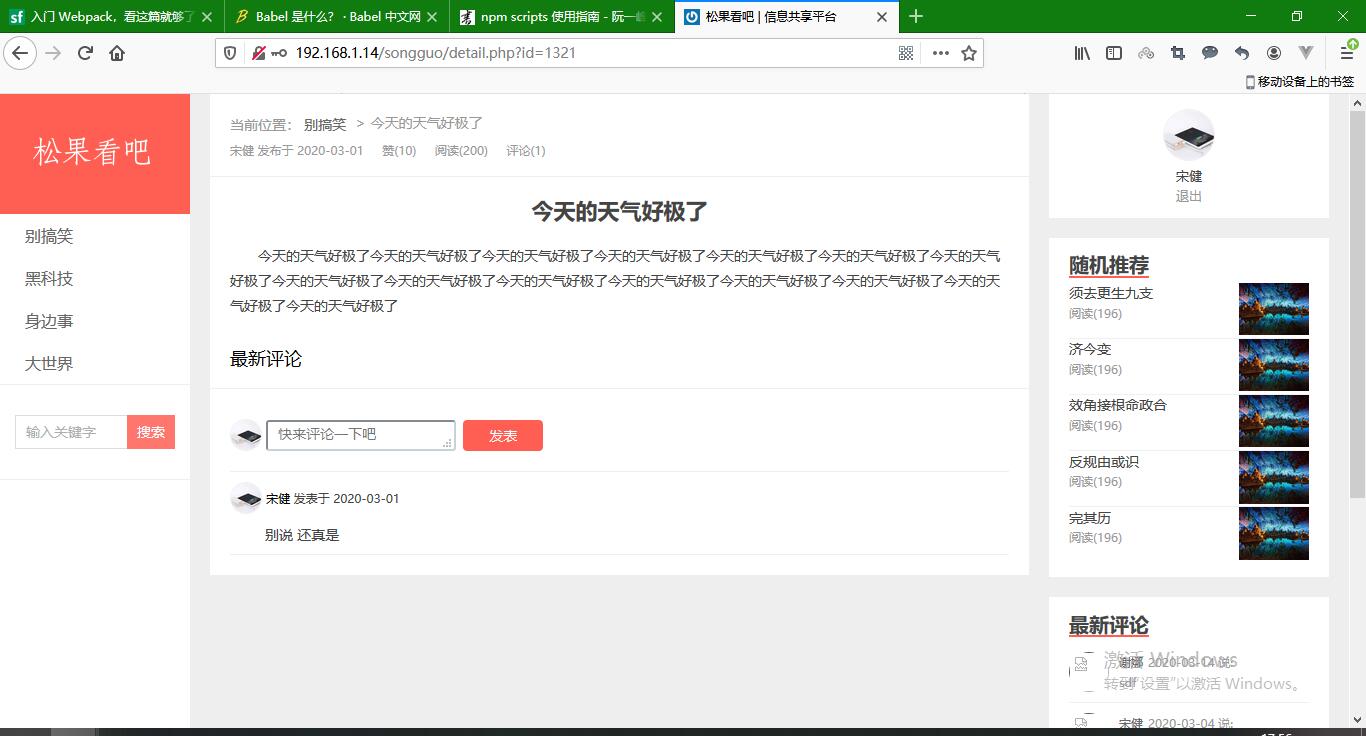 入门 Webpack，看这篇就够了
Babel 是什么？ · Babel 中文网
npm scripts 使用指南 - 阮一峰
松果看吧 | 信息共享平台
192.168.1.14/songguo/detail.php?id=1321
移动设备上的书签
松果看吧
别搞笑
黑科技
身边事
大世界
输入关键字
搜索
当前位置： 别搞笑 > 今天的天气好极了
宋健 发布于 2020-03-01 赞(10) 阅读(200) 评论(1)
今天的天气好极了
今天的天气好极了今天的天气好极了今天的天气好极了今天的天气好极了今天的天气好极了今天的天气好极了今天的天气
好极了今天的天气好极了今天的天气好极了今天的天气好极了今天的天气好极了今天的天气好极了今天的天气好极了今天的天
气好极了今天的天气好极了
最新评论
快来评论一下吧
发表
宋健 发表于 2020-03-01
别说 还真是
宋健
退出
随机推荐
须去更生九支
阅读(196)
济今变
阅读(196)
效角接根命政合
阅读(196)
反规由或识
阅读(196)
完其历
阅读(196)
最新评论
谢娜 2020-03-14 说:
sdf
宋健 2020-03-04 说:
激活 Windows
转到"设置"以激活 Windows。